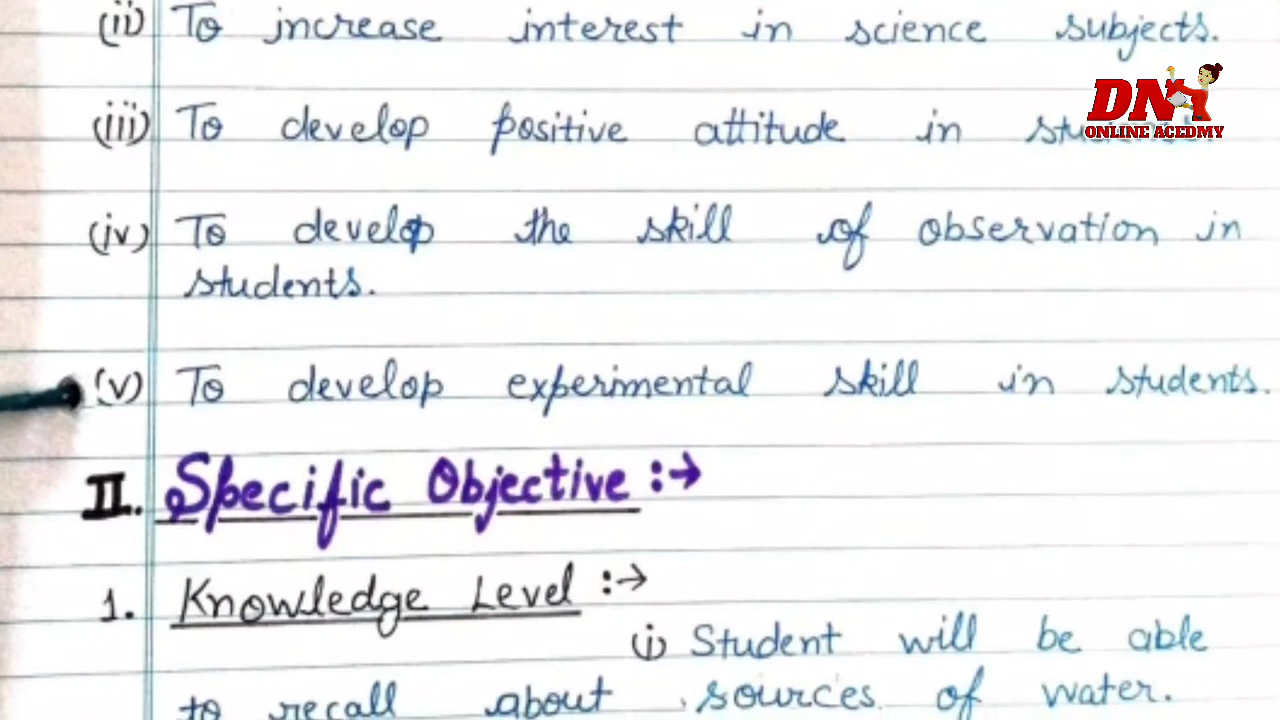 (ii) To increase interest in science subjects.
DN
ONLINE ACEDMY
(iii) To develop positive attitude in
(iv) To develop the skill of observation in
students.
(v) To develop experimental skill in students.
II. Specific Objective :→
1. Knowledge Level :→
(i) Student will be able
to recall about sources of water.